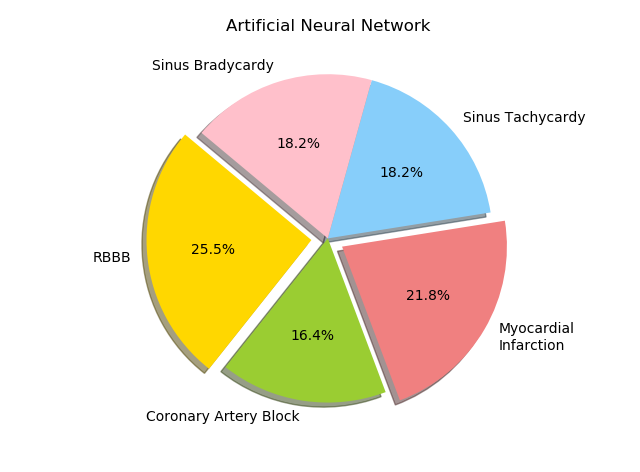 Artificial Neural Network
Sinus Bradycardy
Sinus Tachycardy
18.2%
18.2%
RBBB
25.5%
21.8%
16.4%
Myocardial
Infarction
Coronary Artery Block